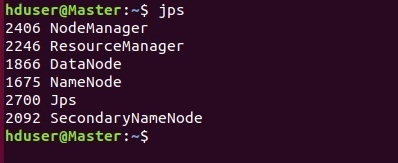 hduser@Master:~$ jps
2406 NodeManager
2246 ResourceManager
1866 DataNode
1675 NameNode
2700 Jps
2092 SecondaryNameNode
hduser@Master:~$